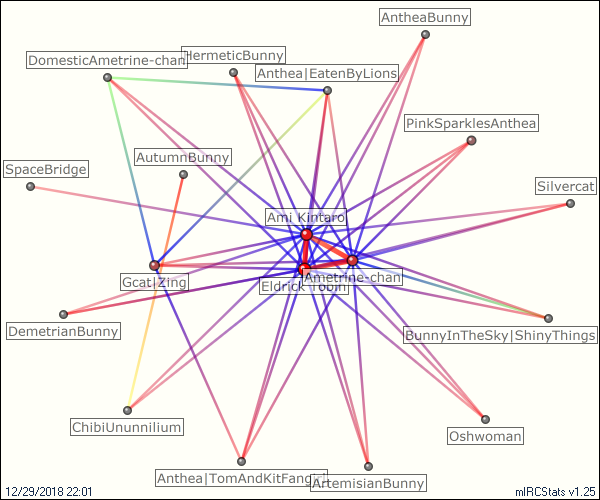 AntheaBunny
DomesticAmetrine-chan
HermeticBunny
Anthea|EatenByLions
PinkSparklesAnthea
AutumnBunny
SpaceBridge
Silvercat
Ami Kintaro
Gcat|Zing
Eldrick Tobin
Ametrine-chan
DemetrianBunny
BunnyInTheSky|ShinyThings
ChibiUnunnilium
Oshwoman
Anthea|TomAndKitFangirl
ArtemisianBunny
12/29/2018 22:01
mIRCStats v1.25